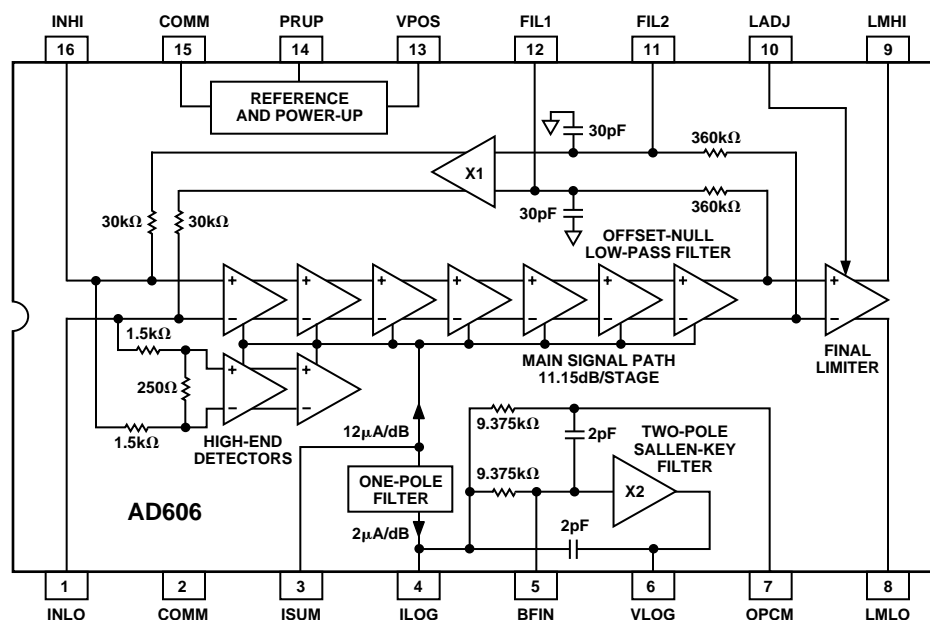 INHI COMM PRUP VPOS FIL1 FIL2 LADJ LMHI
16 15 14 13 12 11 10 9
REFERENCE
AND POWER-UP
30pF
360kΩ
X1
30kΩ
30kΩ
30pF
360kΩ
OFFSET-NULL
LOW-PASS FILTER
+ + + + + + + +
– – – – – – – –
1.5kΩ
MAIN SIGNAL PATH
11.15dB/STAGE
FINAL
LIMITER
250Ω
+ +
– –
1.5kΩ
HIGH-END
DETECTORS
12μA/dB
9.375kΩ
2pF
TWO-POLE
SALLEN-KEY
FILTER
ONE-POLE
FILTER
9.375kΩ
X2
AD606
2μA/dB
2pF
1 2 3 4 5 6 7 8
INLO COMM ISUM ILOG BFIN VLOG OPCM LMLO